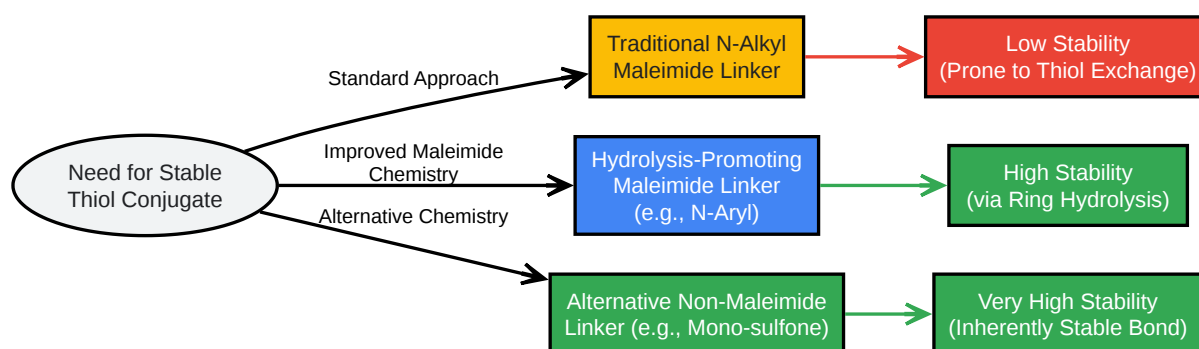 Need for Stable
Thiol Conjugate
Standard Approach
Traditional N-Alkyl
Maleimide Linker
Low Stability
(Prone to Thiol Exchange)
Improved Maleimide
Chemistry
Hydrolysis-Promoting
Maleimide Linker
(e.g., N-Aryl)
High Stability
(via Ring Hydrolysis)
Alternative Chemistry
Alternative Non-Maleimide
Linker (e.g., Mono-sulfone)
Very High Stability
(Inherently Stable Bond)